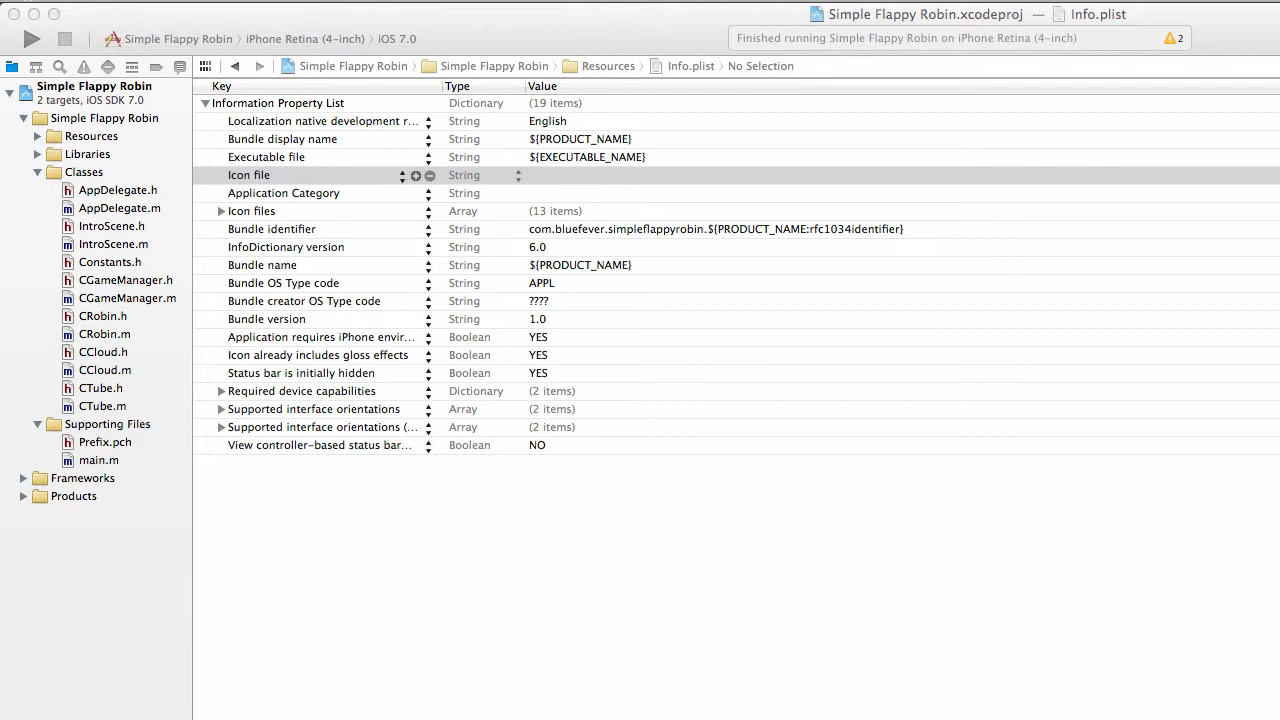 Simple Flappy Robin.xcodeproj — Info.plist
Simple Flappy Robin 〉 iPhone Retina (4-inch) 〉 iOS 7.0
Finished running Simple Flappy Robin on iPhone Retina (4-inch)
2
Simple Flappy Robin 〉 Simple Flappy Robin 〉 Resources 〉 Info.plist 〉 No Selection
Simple Flappy Robin
2 targets, iOS SDK 7.0
Simple Flappy Robin
Resources
Libraries
Classes
h AppDelegate.h
m AppDelegate.m
h IntroScene.h
m IntroScene.m
h Constants.h
h CGameManager.h
m CGameManager.m
h CRobin.h
m CRobin.m
h CCloud.h
m CCloud.m
h CTube.h
m CTube.m
Supporting Files
h Prefix.pch
m main.m
Frameworks
Products
Key Type Value
Information Property List Dictionary (19 items)
Localization native development r... String English
Bundle display name String ${PRODUCT_NAME}
Executable file String ${EXECUTABLE_NAME}
Icon file String
Application Category String
Icon files Array (13 items)
Bundle identifier String com.bluefever.simpleflappyrobin.${PRODUCT_NAME:rfc1034identifier}
InfoDictionary version String 6.0
Bundle name String ${PRODUCT_NAME}
Bundle OS Type code String APPL
Bundle creator OS Type code String ????
Bundle version String 1.0
Application requires iPhone envir... Boolean YES
Icon already includes gloss effects Boolean YES
Status bar is initially hidden Boolean YES
Required device capabilities Dictionary (2 items)
Supported interface orientations Array (2 items)
Supported interface orientations (... Array (2 items)
View controller-based status bar... Boolean NO